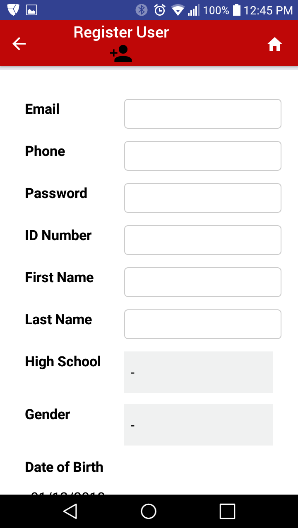 100% 12:45 PM
Register User
Email
Phone
Password
ID Number
First Name
Last Name
High School
-
Gender
-
Date of Birth